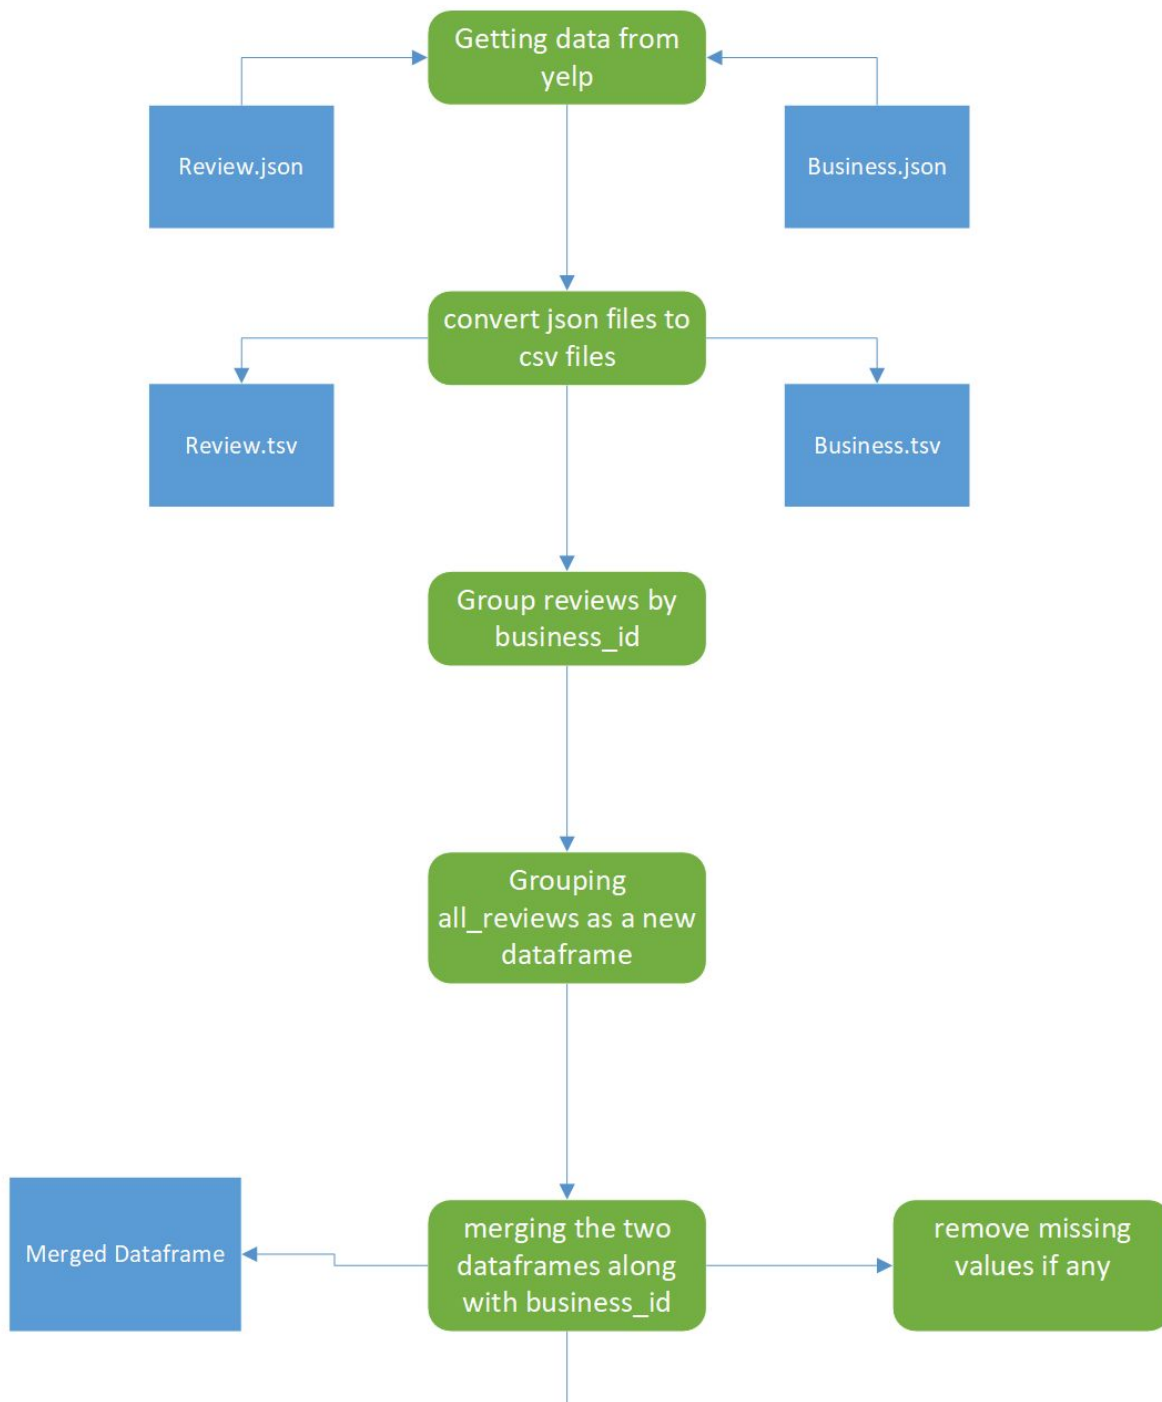 Getting data from
yelp
Review.json
Business.json
convert json files to
csv files
Review.tsv
Business.tsv
Group reviews by
business_id
Grouping
all_reviews as a new
dataframe
Merged Dataframe
merging the two
dataframes along
with business_id
remove missing
values if any